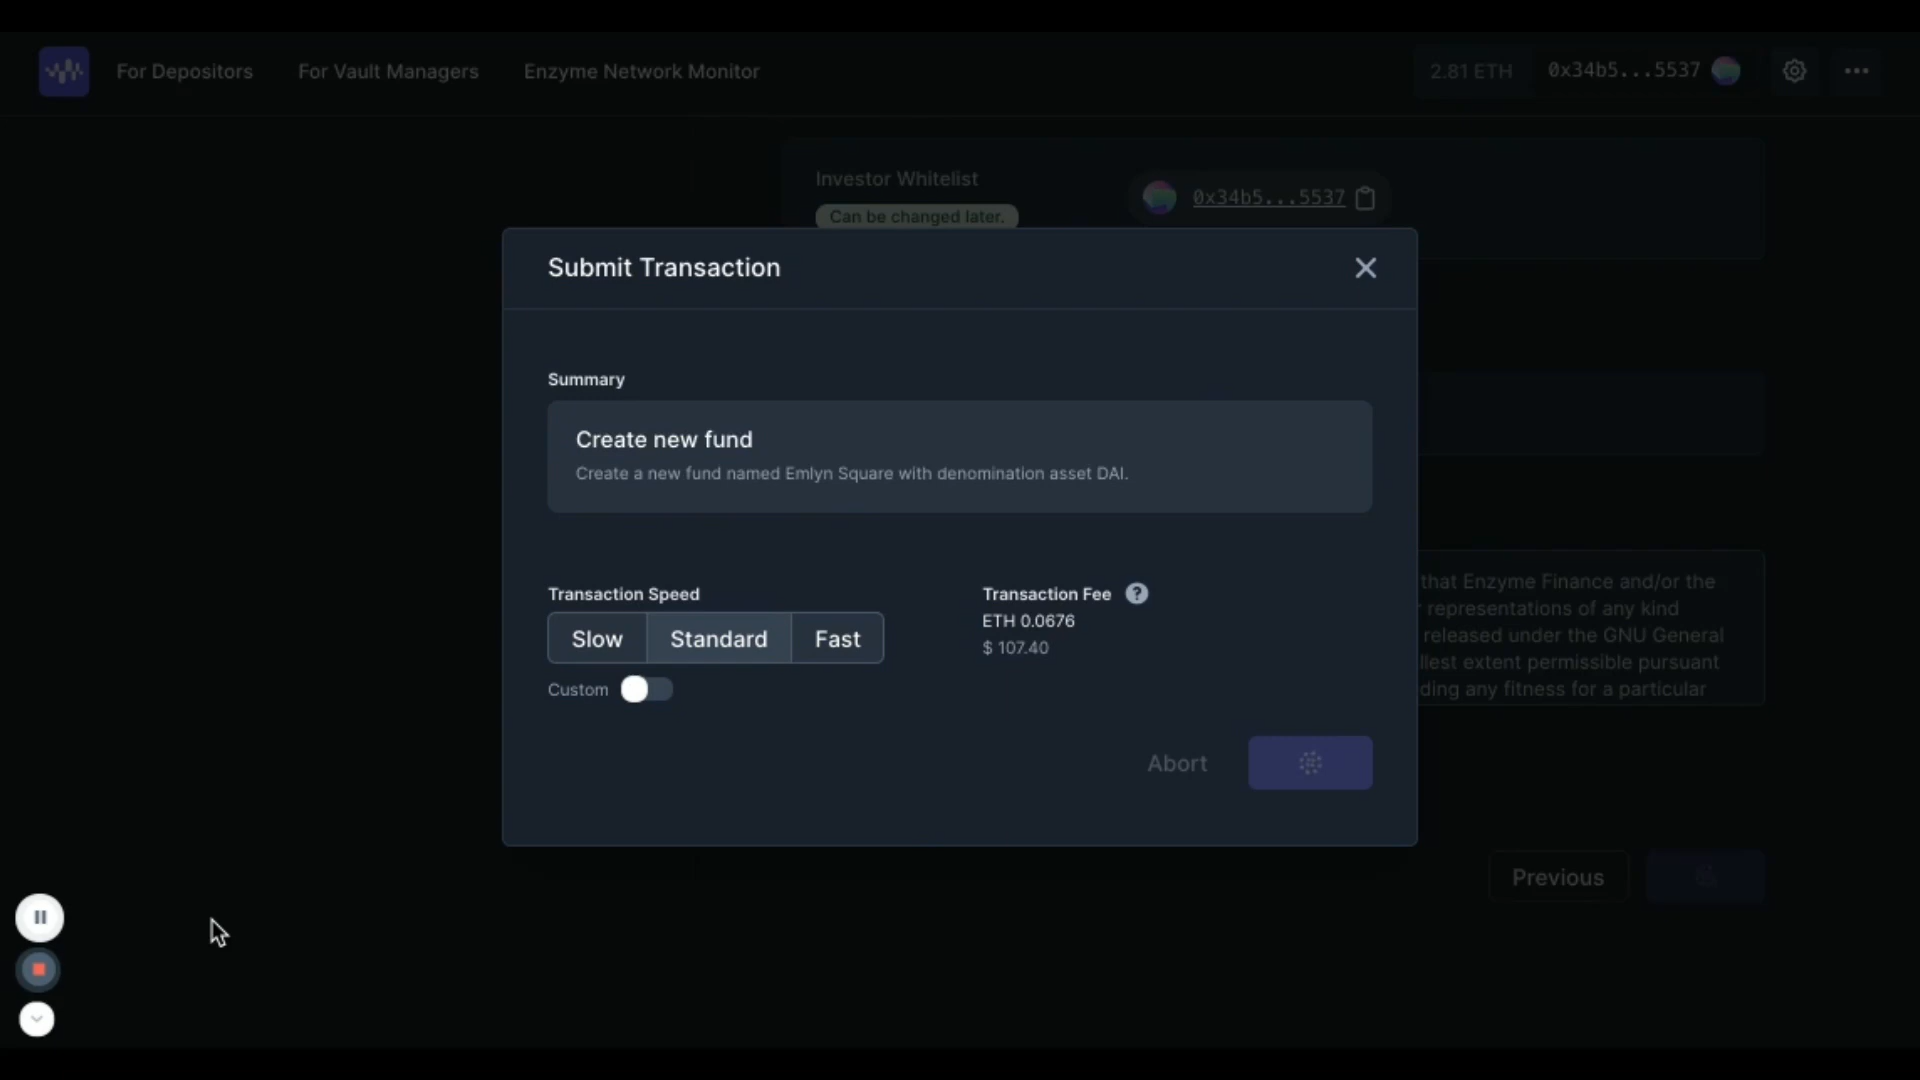 For Depositors
For Vault Managers
Enzyme Network Monitor
2.81 ETH
0x34b5...5537
Investor Whitelist
Can be changed later.
0x34b5...5537
Submit Transaction
Summary
Create new fund
Create a new fund named Emlyn Square with denomination asset DAI.
that Enzyme Finance and/or the
representations of any kind
released under the GNU General
extent permissible pursuant
any fitness for a particular
Transaction Speed
Slow
Standard
Fast
Custom
Transaction Fee ?
ETH 0.0676
$ 107.40
Abort
Previous